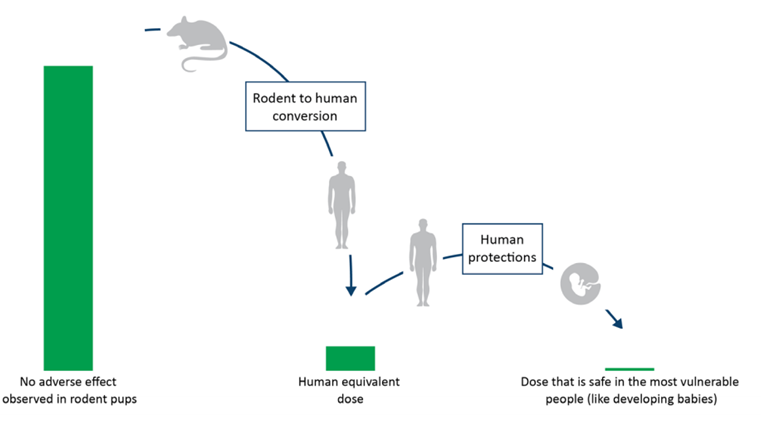 Rodent to human
conversion
Human
protections
No adverse effect
observed in rodent pups
Human equivalent
dose
Dose that is safe in the most vulnerable
people (like developing babies)